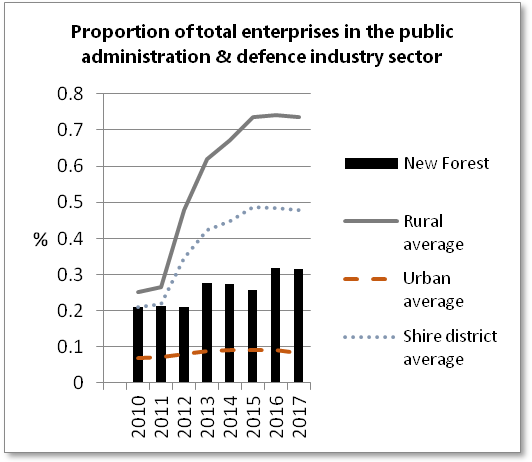 Proportion of total enterprises in the public
administration & defence industry sector
0.8
0.7
0.6
0.5
0.4
0.3
0.2
0.1
0
%
2010
2011
2012
2013
2014
2015
2016
2017
New Forest
Rural
average
Urban
average
Shire district
average